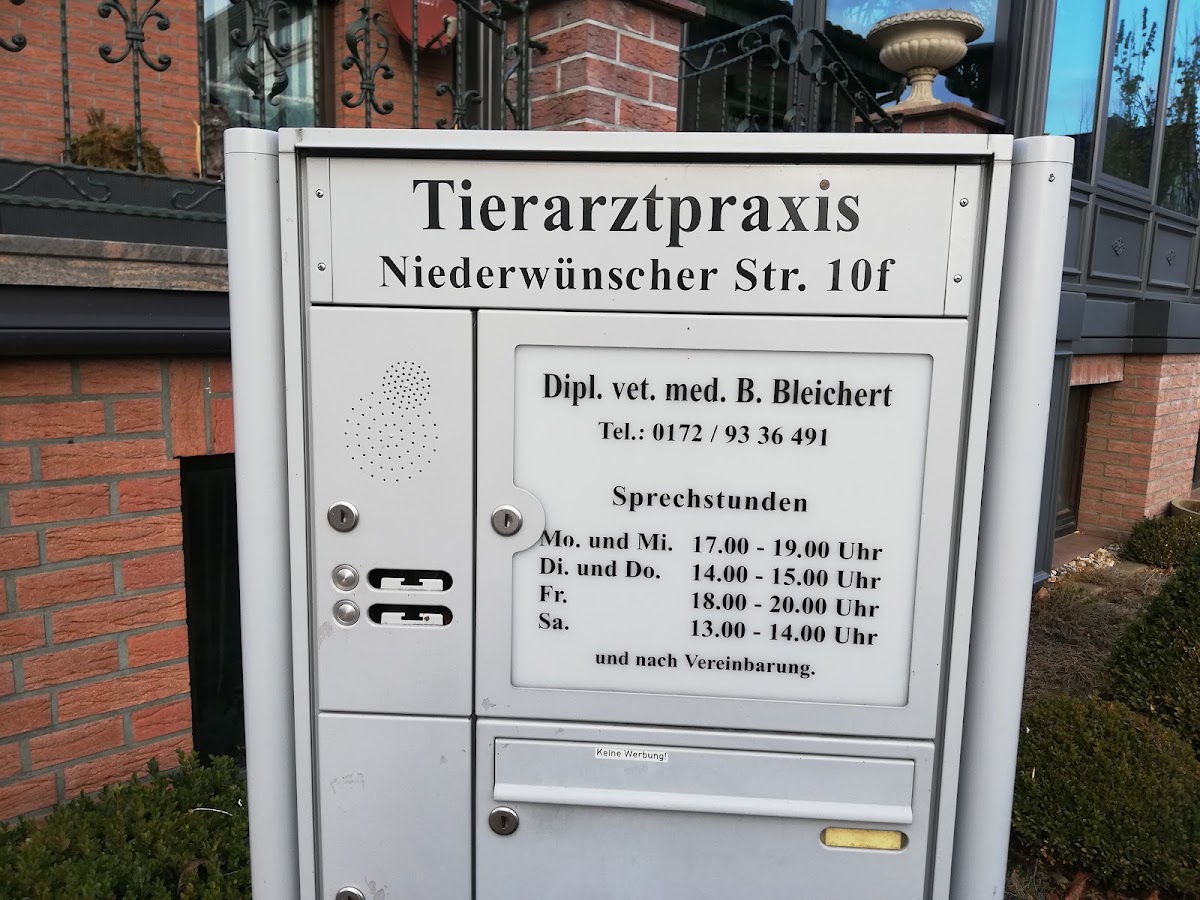 Tierarztpraxis
Niederwünscher Str. 10f
Dipl. vet. med. B. Bleichert
Tel.: 0172 / 93 36 491
Sprechstunden
Mo. und Mi. 17.00 - 19.00 Uhr
Di. und Do. 14.00 - 15.00 Uhr
Fr. 18.00 - 20.00 Uhr
Sa. 13.00 - 14.00 Uhr
und nach Vereinbarung.
Keine Werbung!